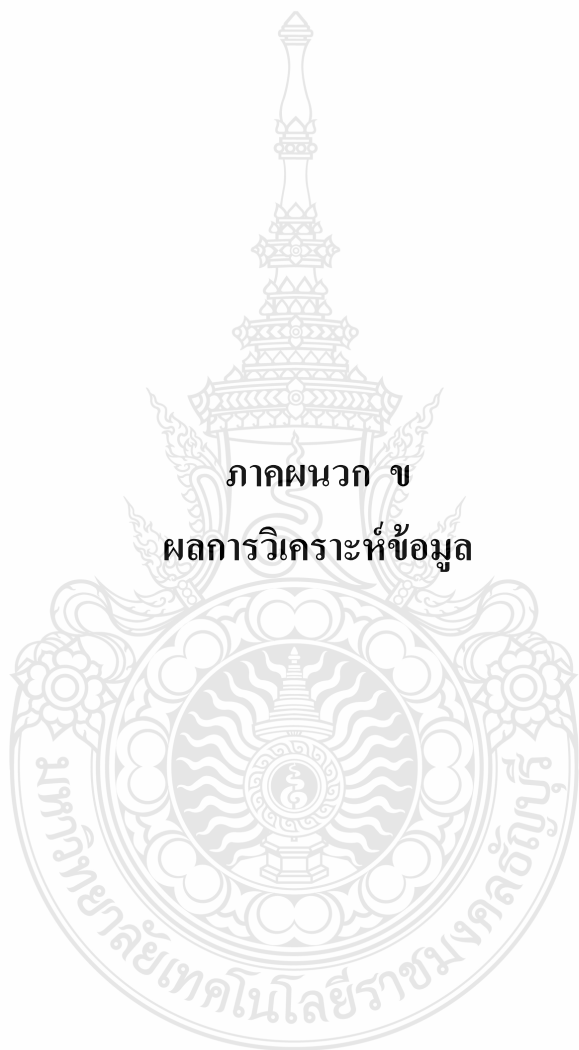 ภาคผนวก ข
ผลการวิเคราะห์ข้อมูล
มหาวิทยาลัยเทคโนโลยีราชมงคลธัญบุรี